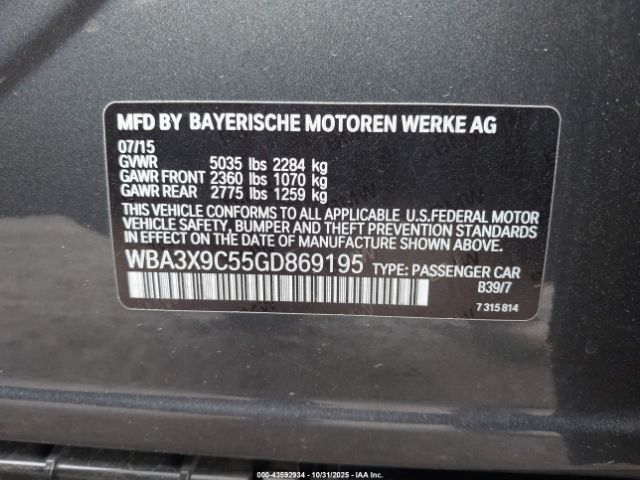 MFD BY BAYERISCHE MOTOREN WERKE AG
07/15
GVWR 5035 lbs 2284 kg
GAWR FRONT 2360 lbs 1070 kg
GAWR REAR 2775 lbs 1259 kg
THIS VEHICLE CONFORMS TO ALL APPLICABLE U.S.FEDERAL MOTOR
VEHICLE SAFETY, BUMPER AND THEFT PREVENTION STANDARDS
IN EFFECT ON THE DATE OF MANUFACTURE SHOWN ABOVE.
WBA3X9C55GD869195 TYPE: PASSENGER CAR
B39/7
7 315 814
© STOCK#: 43592934 | 10/31/2025 | IAA Inc.